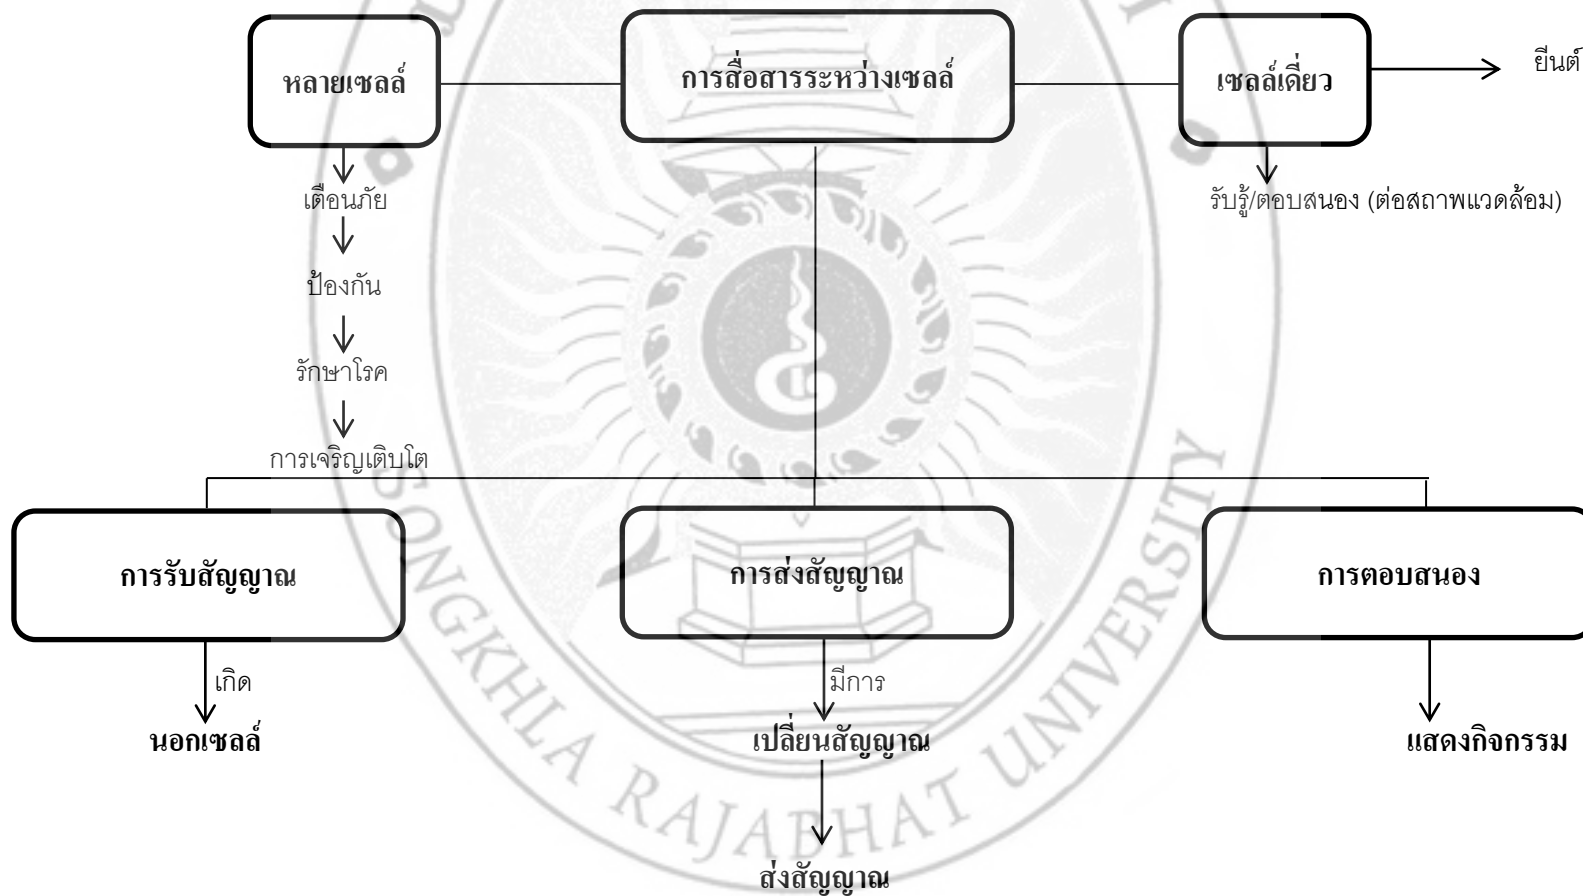 หลายเซลล์
การสื่อสารระหว่างเซลล์
เซลล์เดี่ยว
ยีนต์
เตือนภัย
รับรู้/ตอบสนอง (ต่อสถาพแวดล้อม)
ป้องกัน
รักษาโรค
การเจริญเติบโต
การรับสัญญาณ
การส่งสัญญาณ
การตอบสนอง
เกิด
มีการ
นอกเซลล์
เปลี่ยนสัญญาณ
แสดงกิจกรรม
ส่งสัญญาณ
SONGKHLA RAJABHAT UNIVERSITY